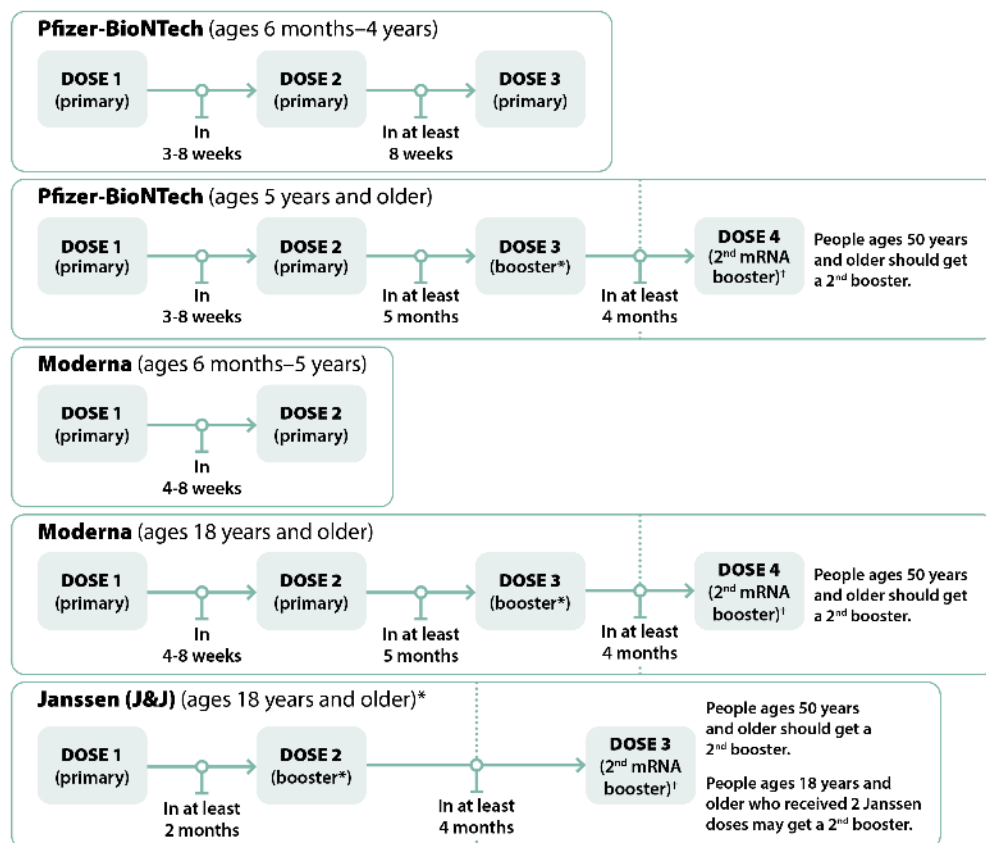 Pfizer-BioNTech (ages 6 months–4 years)
DOSE 1
(primary)
In
3-8 weeks
DOSE 2
(primary)
In at least
8 weeks
DOSE 3
(primary)
Pfizer-BioNTech (ages 5 years and older)
DOSE 1
(primary)
In
3-8 weeks
DOSE 2
(primary)
In at least
5 months
DOSE 3
(booster*)
In at least
4 months
DOSE 4
(2nd mRNA
booster)†
People ages 50 years
and older should get
a 2nd booster.
Moderna (ages 6 months–5 years)
DOSE 1
(primary)
In
4-8 weeks
DOSE 2
(primary)
Moderna (ages 18 years and older)
DOSE 1
(primary)
In
4-8 weeks
DOSE 2
(primary)
In at least
5 months
DOSE 3
(booster*)
In at least
4 months
DOSE 4
(2nd mRNA
booster)†
People ages 50 years
and older should get
a 2nd booster.
Janssen (J&J) (ages 18 years and older)*
DOSE 1
(primary)
In at least
2 months
DOSE 2
(booster*)
In at least
4 months
DOSE 3
(2nd mRNA
booster)†
People ages 50 years
and older should get a
2nd booster.
People ages 18 years and
older who received 2 Janssen
doses may get a 2nd booster.